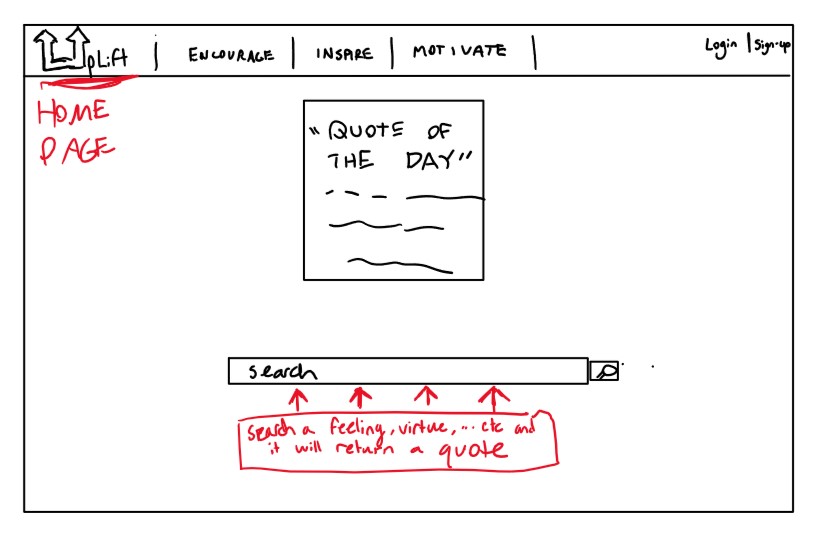 UpLift | ENCOURAGE | INSPARE | MOTIVATE | Login | Sign-up
HOME
PAGE
"QUOTE OF
THE DAY"
search
search a feeling, virtue, ... etc and
it will return a quote